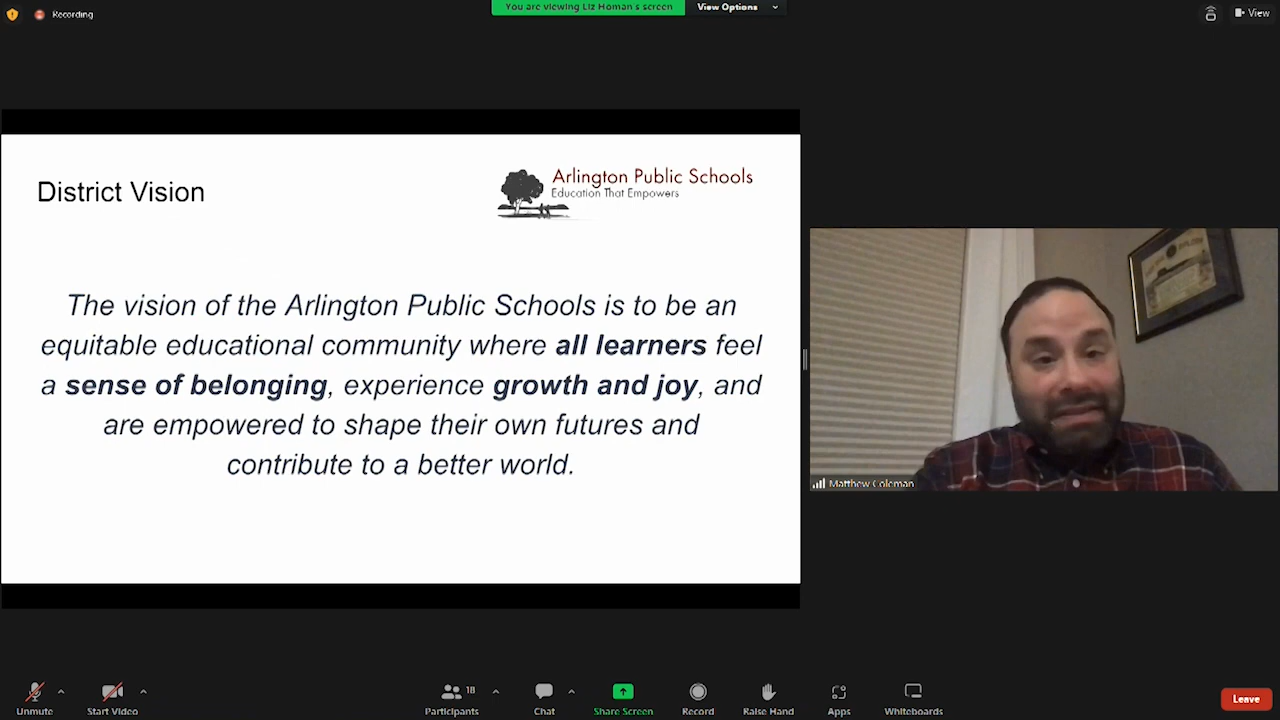 Recording
You are viewing Liz Homan's screen
View Options
View
District Vision
Arlington Public Schools
Education That Empowers
The vision of the Arlington Public Schools is to be an
equitable educational community where all learners feel
a sense of belonging, experience growth and joy, and
are empowered to shape their own futures and
contribute to a better world.
Matthew Coleman
Unmute
Start Video
18
Participants
Chat
Share Screen
Record
Raise Hand
Apps
Whiteboards
Leave